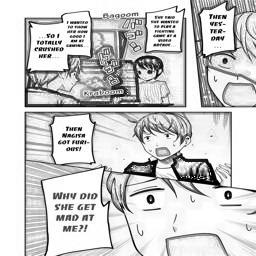 THEN
YES-
TER-
DAY...
SHE SAID
SHE WANTED
TO PLAY A
FIGHTING
GAME AT A
VIDEO
ARCADE
Bagoom
Kraboom
I WANTED
TO SHOW
HER HOW
GOOD I
AM AT
GAMING,
...SO I
TOTALLY
CRUSHED
HER...
THEN
NAGISA
GOT FURI-
OUS!
WHY DID
SHE GET
MAD AT
ME?!